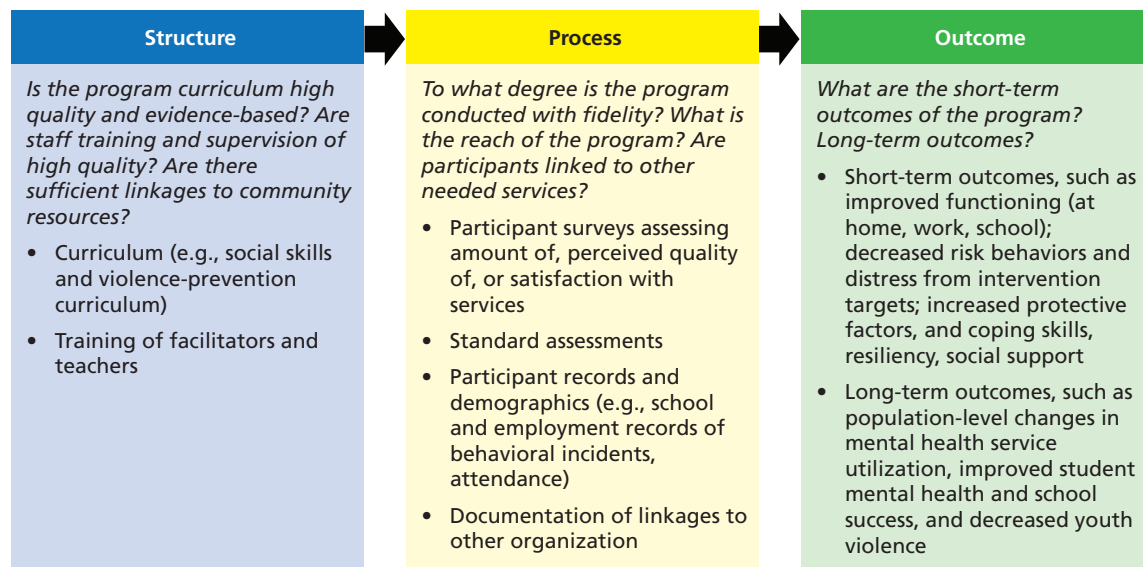 Structure
Is the program curriculum high
quality and evidence-based? Are
staff training and supervision of
high quality? Are there
sufficient linkages to community
resources?
• Curriculum (e.g., social skills
and violence-prevention
curriculum)
• Training of facilitators and
teachers
Process
To what degree is the program
conducted with fidelity? What is
the reach of the program? Are
participants linked to other
needed services?
• Participant surveys assessing
amount of, perceived quality
of, or satisfaction with
services
• Standard assessments
• Participant records and
demographics (e.g., school
and employment records of
behavioral incidents,
attendance)
• Documentation of linkages to
other organization
Outcome
What are the short-term
outcomes of the program?
Long-term outcomes?
• Short-term outcomes, such as
improved functioning (at
home, work, school);
decreased risk behaviors and
distress from intervention
targets; increased protective
factors, and coping skills,
resiliency, social support
• Long-term outcomes, such as
population-level changes in
mental health service
utilization, improved student
mental health and school
success, and decreased youth
violence